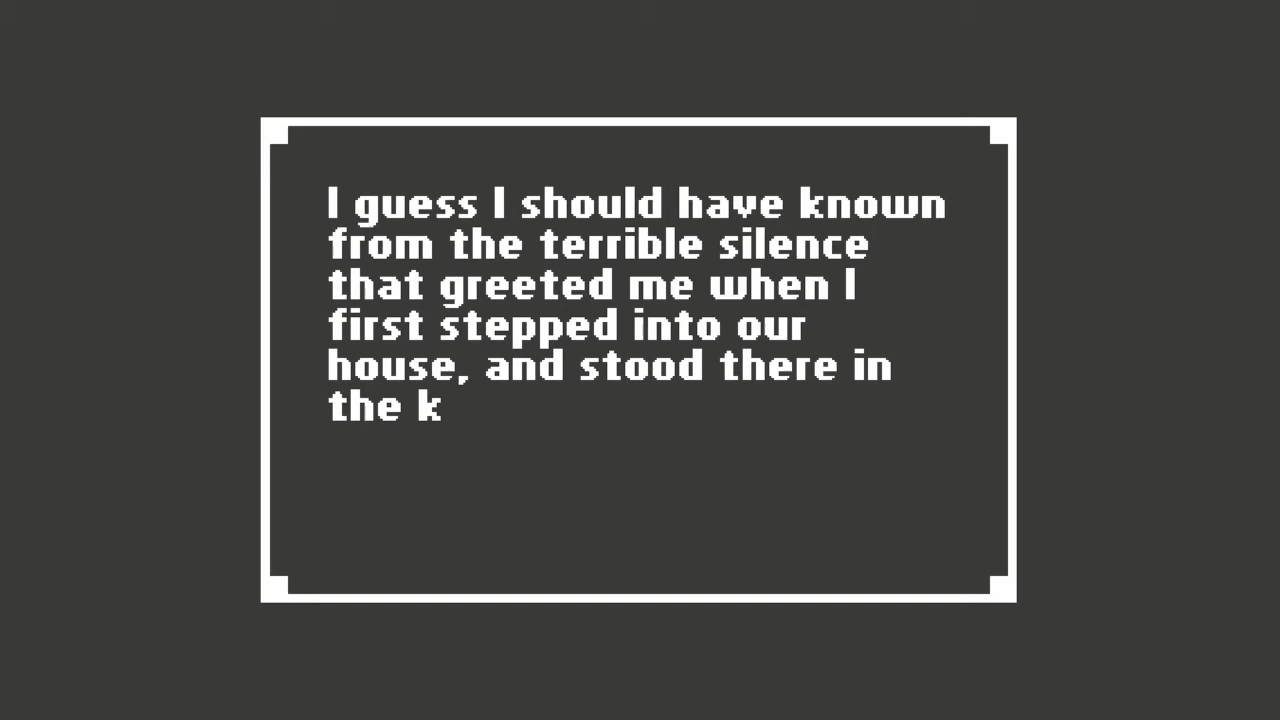 I guess I should have known
from the terrible silence
that greeted me when I
first stepped into our
house, and stood there in
the k